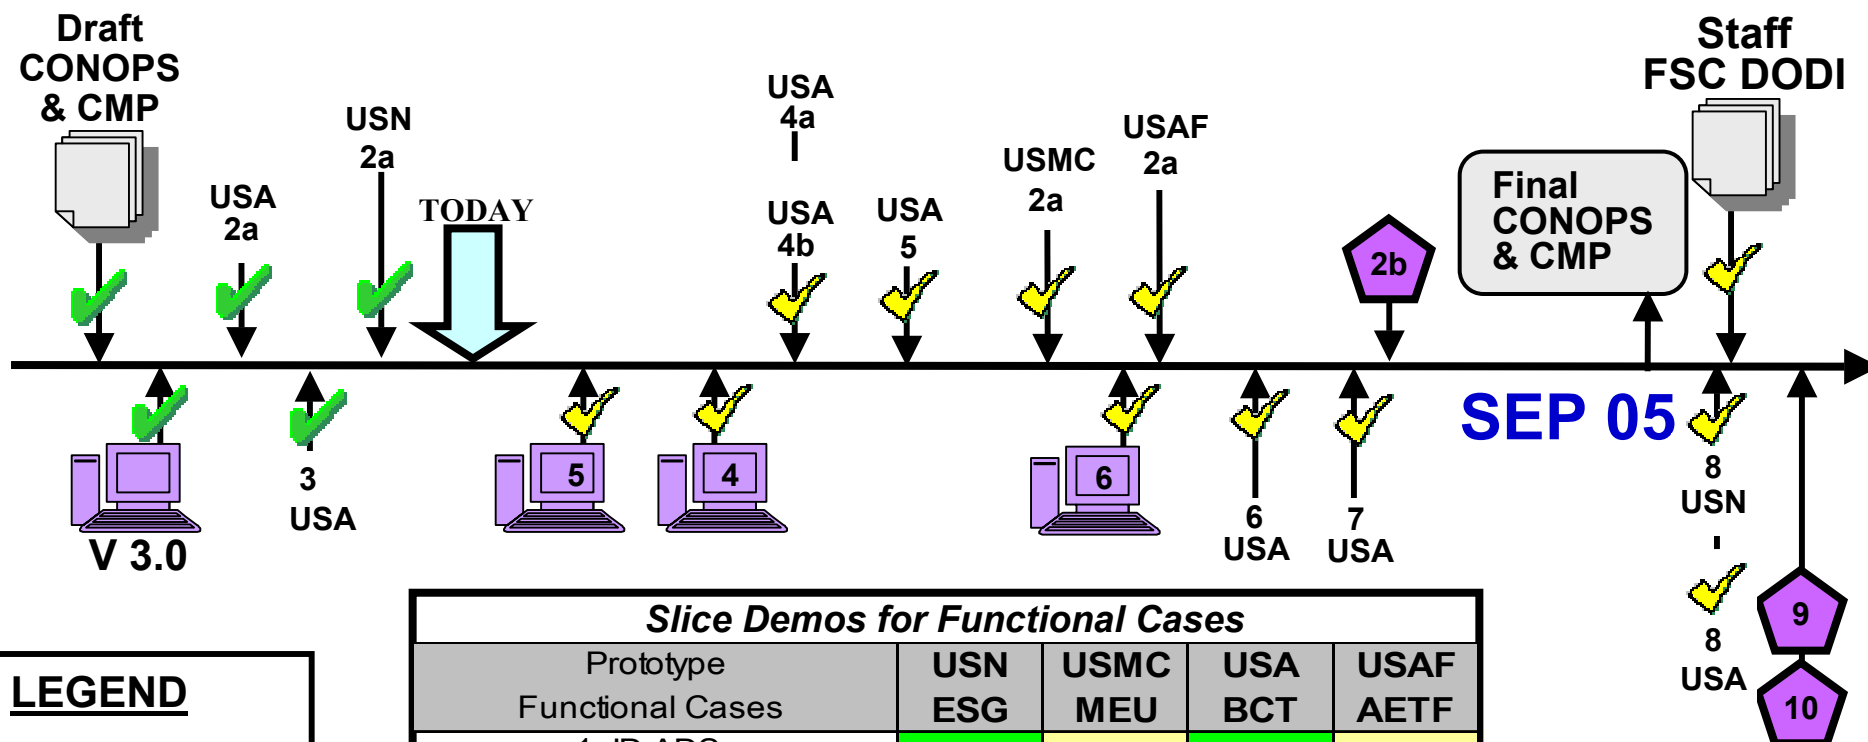 Draft
CONOPS
& CMP
USA
2a
USN
2a
TODAY
USA
4a
USA
4b
USA
5
USMC
2a
USAF
2a
2b
Final
CONOPS
& CMP
Staff
FSC DODI
V 3.0
3
USA
5
4
6
6
USA
7
USA
SEP 05
8
USN
8
USA
9
10
LEGEND
Slice Demos for Functional Cases
Prototype USN USMC USA USAF
Functional Cases ESG MEU BCT AETF